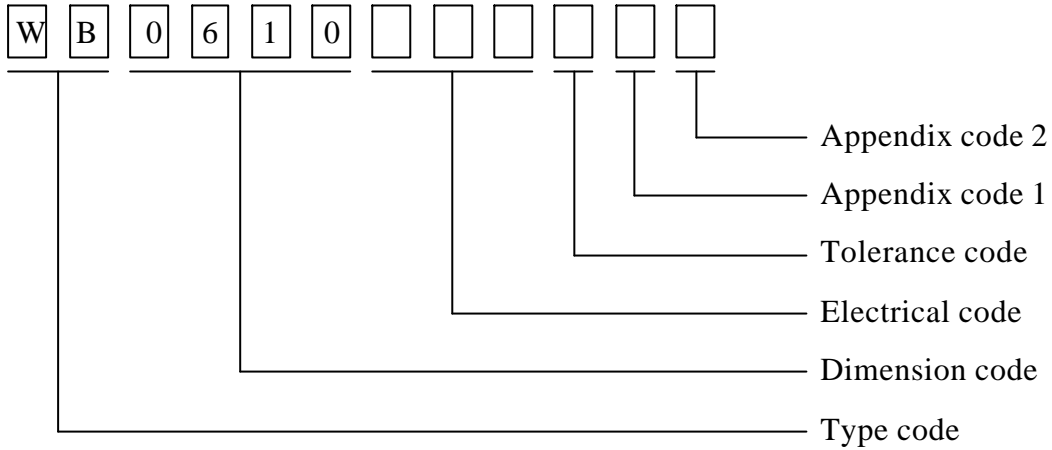 W B 0 6 1 0
Appendix code 2
Appendix code 1
Tolerance code
Electrical code
Dimension code
Type code